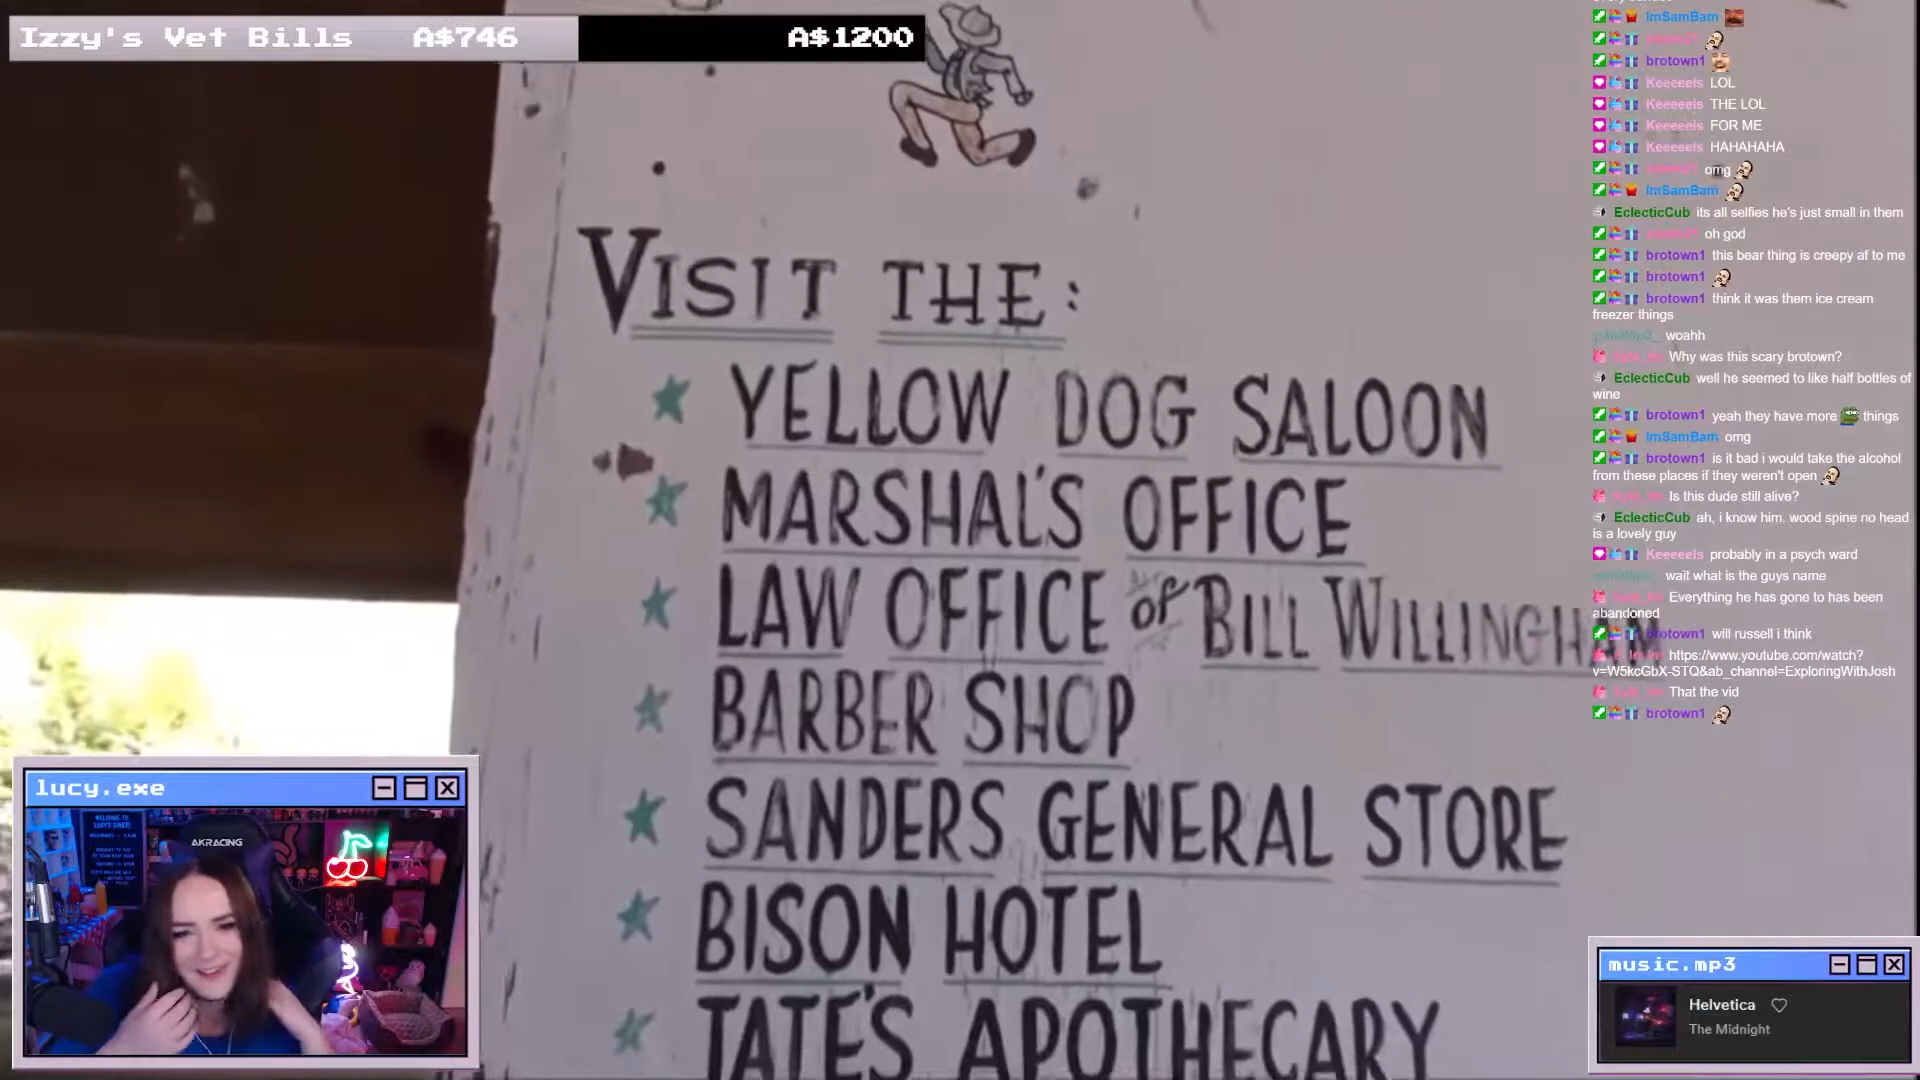 Izzy's Vet Bills A$746 A$1200
VISIT THE:
YELLOW DOG SALOON
MARSHAL'S OFFICE
LAW OFFICE of BILL WILLINGHAM
BARBER SHOP
SANDERS GENERAL STORE
BISON HOTEL
TATE'S APOTHECARY
ImSamBam
brotown1
Keeeeels LOL
Keeeeels THE LOL
Keeeeels FOR ME
Keeeeels HAHAHAHA
omg
ImSamBam
EclecticCub its all selfies he's just small in them
oh god
brotown1 this bear thing is creepy af to me
brotown1
brotown1 think it was them ice cream
freezer things
woahh
Why was this scary brotown?
EclecticCub well he seemed to like half bottles of
wine
brotown1 yeah they have more things
ImSamBam omg
brotown1 is it bad i would take the alcohol
from these places if they weren't open
Is this dude still alive?
EclecticCub ah, i know him. wood spine no head
is a lovely guy
Keeeeels probably in a psych ward
wait what is the guys name
Everything he has gone to has been
abandoned
brotown1 will russell i think
https://www.youtube.com/watch?
v=W5kcGbX-STQ&ab_channel=ExploringWithJosh
That the vid
brotown1
lucy.exe
AKRACING
music.mp3
Helvetica
The Midnight